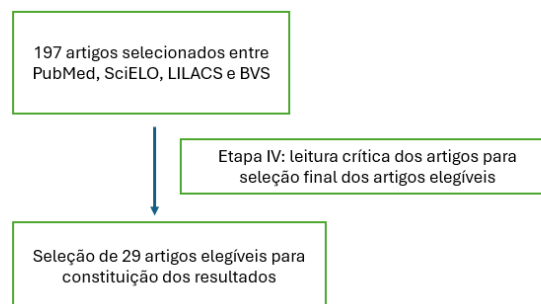 197 artigos selecionados entre
PubMed, SciELO, LILACS e BVS
Etapa IV: leitura crítica dos artigos para
seleção final dos artigos elegíveis
Seleção de 29 artigos elegíveis para
constituição dos resultados